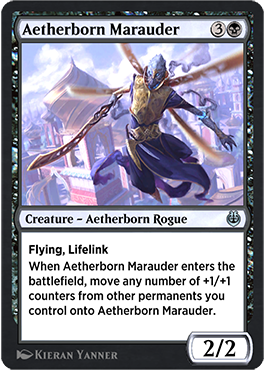 Aetherborn Marauder 3
Creature – Aetherborn Rogue
Flying, Lifelink
When Aetherborn Marauder enters the
battlefield, move any number of +1/+1
counters from other permanents you
control onto Aetherborn Marauder.
KIERAN YANNER
2/2